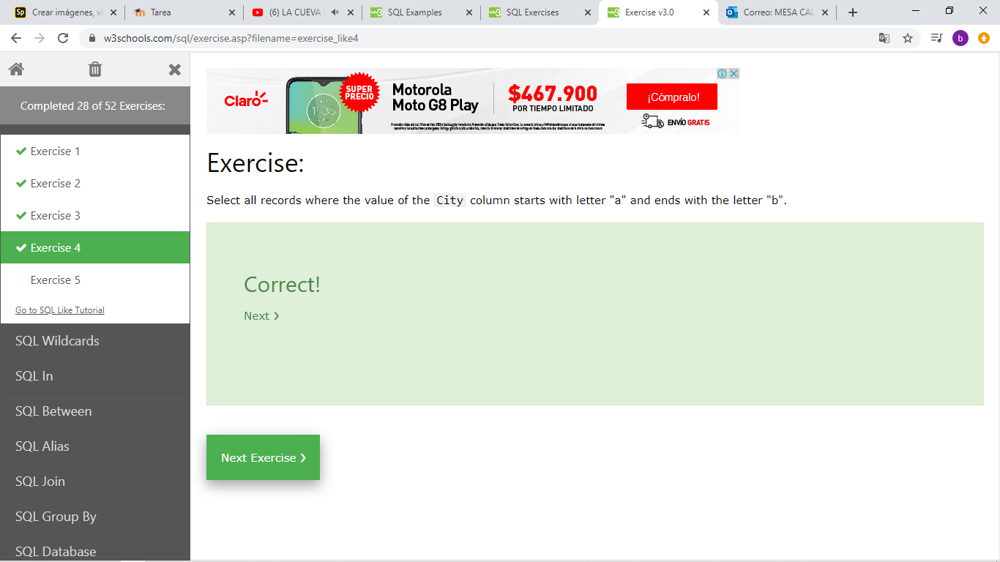 Crear imágenes, ví
Tarea
(6) LA CUEVA S
SQL Examples
SQL Exercises
Exercise v3.0
Correo: MESA CAL
w3schools.com/sql/exercise.asp?filename=exercise_like4
b
Completed 28 of 52 Exercises:
Exercise 1
Exercise 2
Exercise 3
Exercise 4
Exercise 5
Go to SQL Like Tutorial
SQL Wildcards
SQL In
SQL Between
SQL Alias
SQL Join
SQL Group By
SQL Database
Claro
SUPER
PRECIO
Motorola
Moto G8 Play
$467.900
POR TIEMPO LIMITADO
¡Cómpralo!
ENVÍO GRATIS
Exercise:
Select all records where the value of the City column starts with letter "a" and ends with the letter "b".
Correct!
Next ❯
Next Exercise ❯